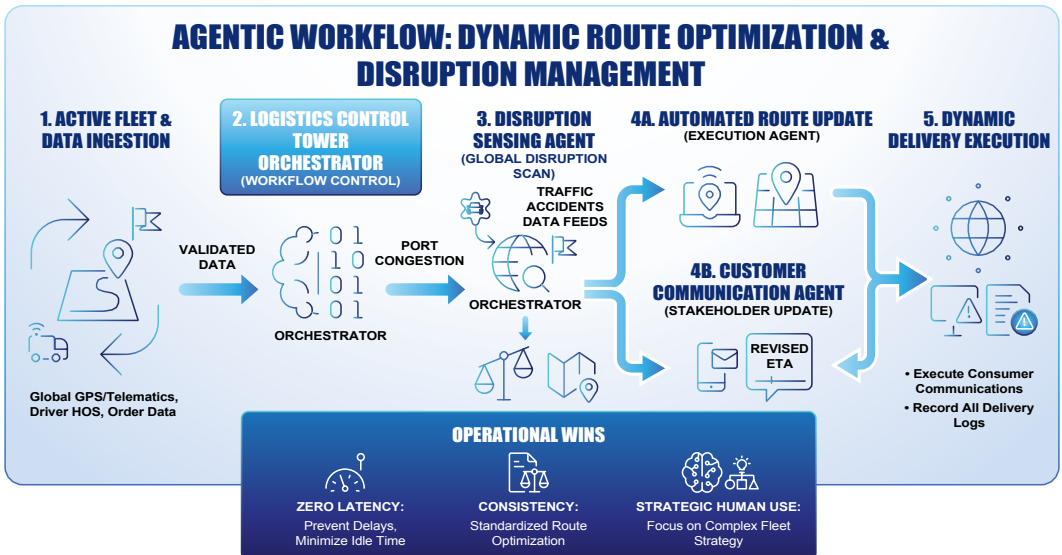 AGENTIC WORKFLOW: DYNAMIC ROUTE OPTIMIZATION &
DISRUPTION MANAGEMENT
1. ACTIVE FLEET &
DATA INGESTION
Global GPS/Telematics,
Driver HOS, Order Data
VALIDATED
DATA
2. LOGISTICS CONTROL
TOWER
ORCHESTRATOR
(WORKFLOW CONTROL)
0 1
1 0
0 1
0 1
ORCHESTRATOR
PORT
CONGESTION
3. DISRUPTION
SENSING AGENT
(GLOBAL DISRUPTION
SCAN)
TRAFFIC
ACCIDENTS
DATA FEEDS
ORCHESTRATOR
4A. AUTOMATED ROUTE UPDATE
(EXECUTION AGENT)
4B. CUSTOMER
COMMUNICATION AGENT
(STAKEHOLDER UPDATE)
REVISED
ETA
5. DYNAMIC
DELIVERY EXECUTION
• Execute Consumer
Communications
• Record All Delivery
Logs
OPERATIONAL WINS
ZERO LATENCY:
Prevent Delays,
Minimize Idle Time
CONSISTENCY:
Standardized Route
Optimization
STRATEGIC HUMAN USE:
Focus on Complex Fleet
Strategy